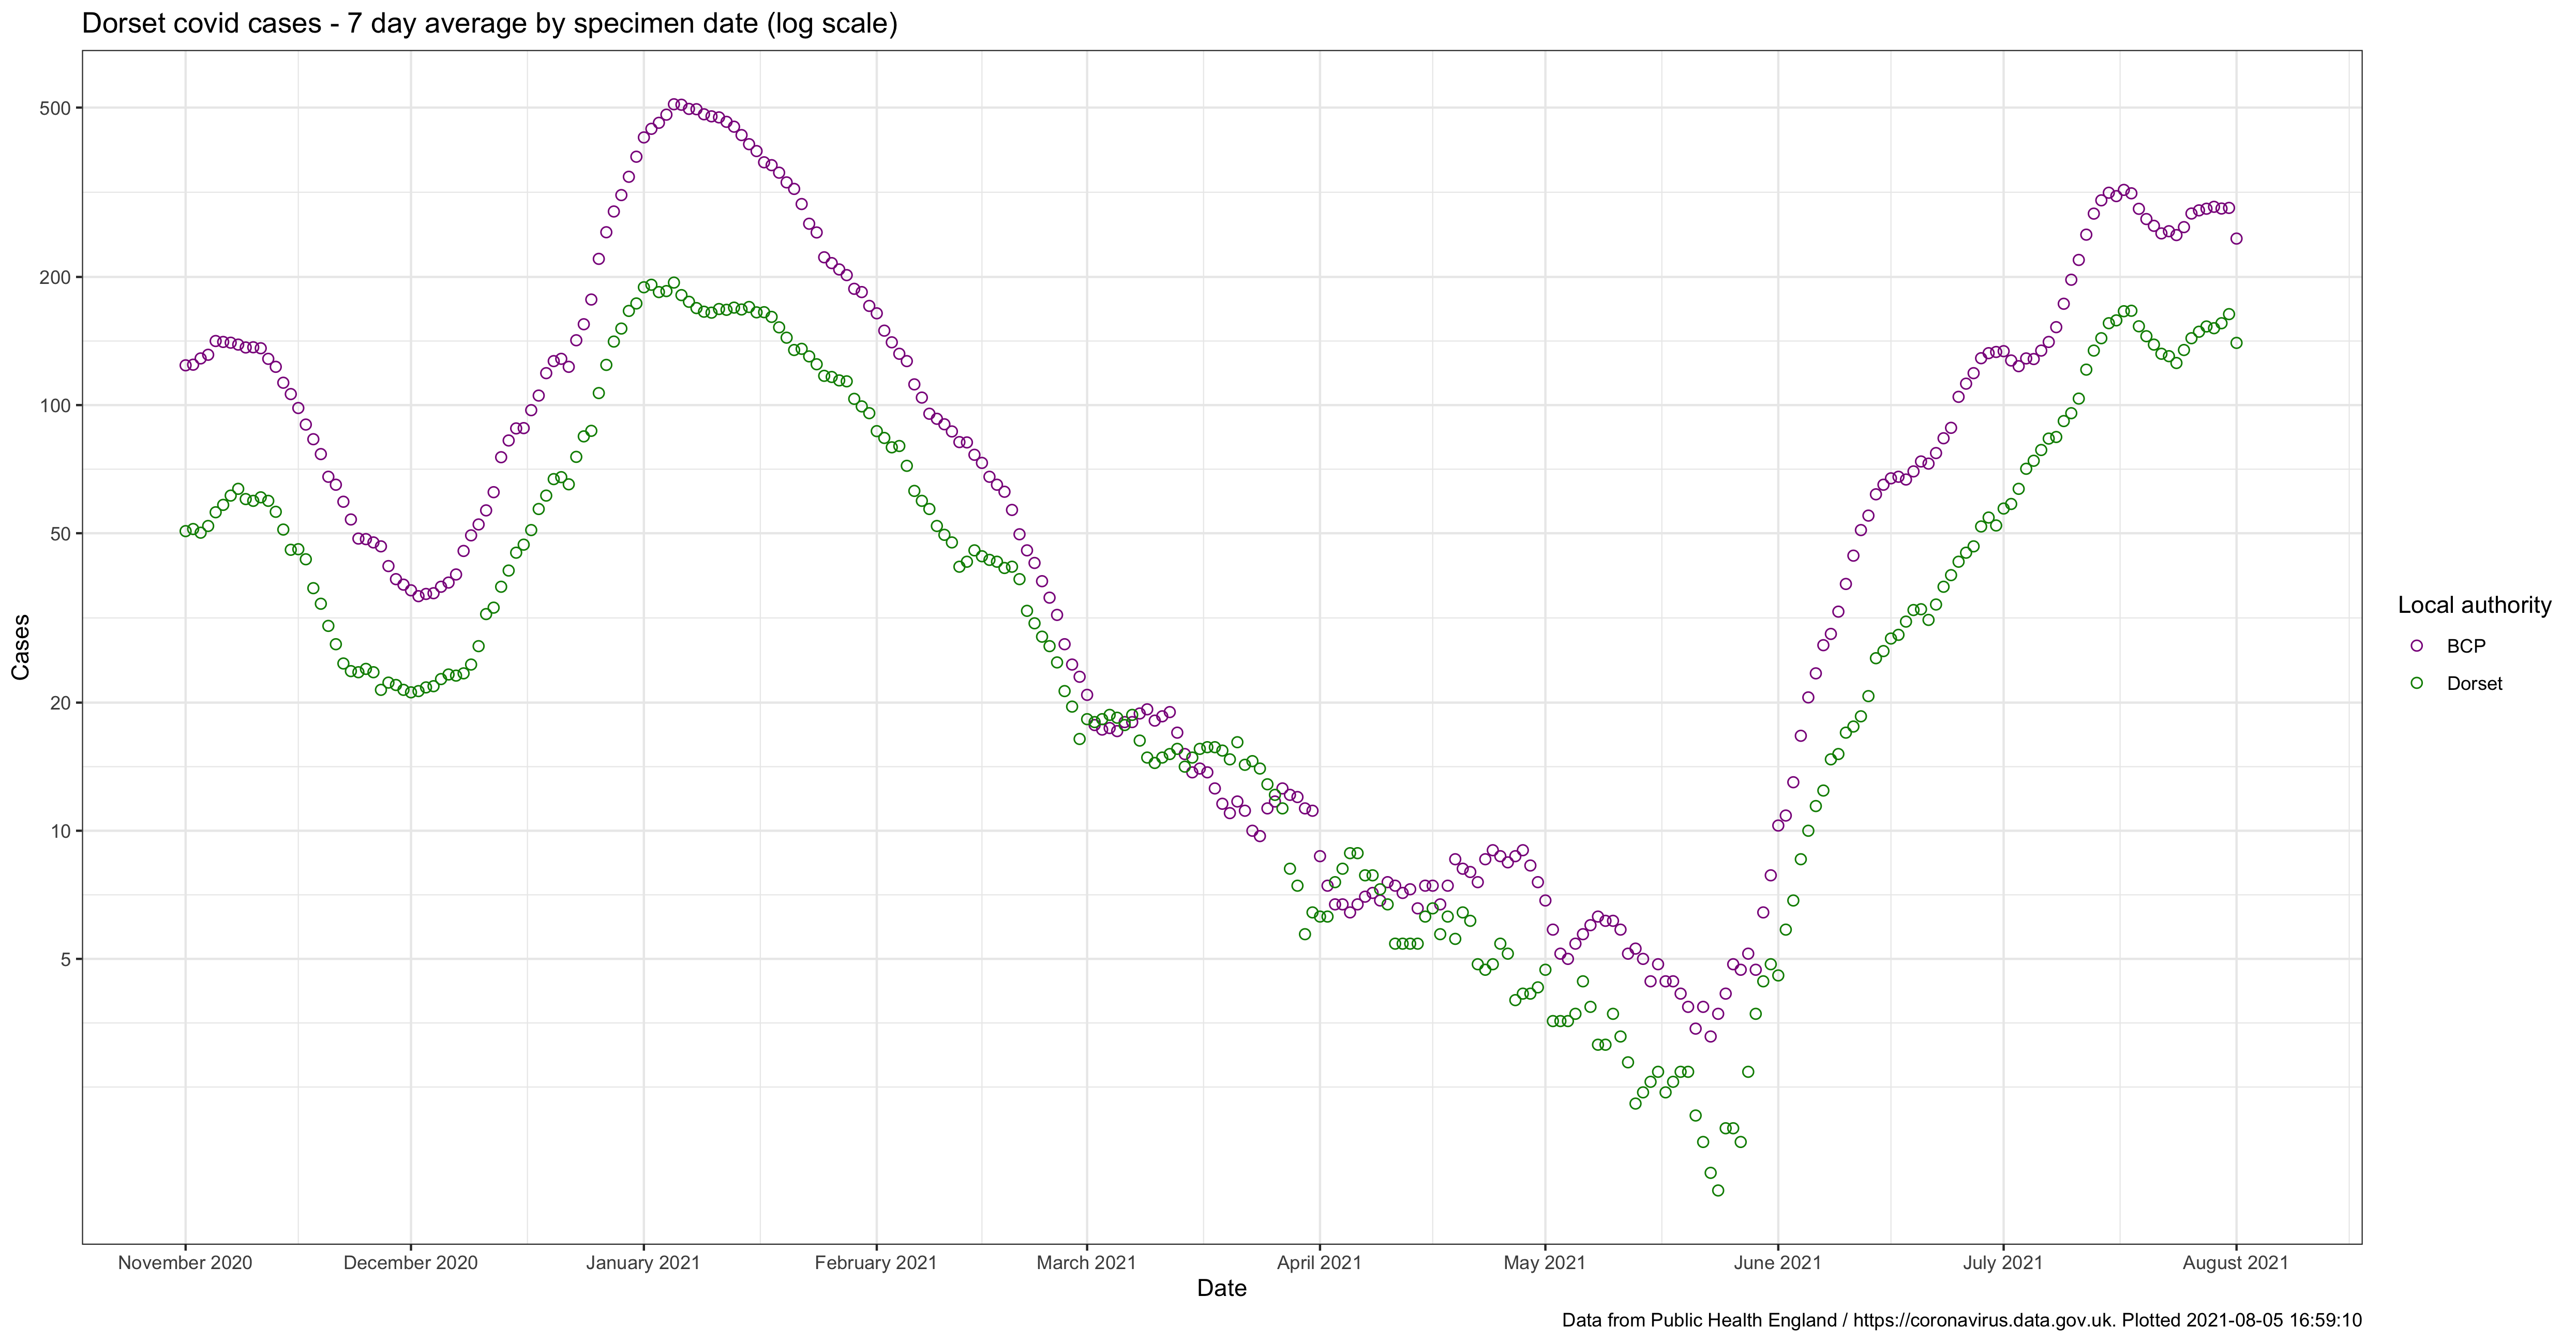 Dorset covid cases - 7 day average by specimen date (log scale)
500
200
100
50
20
10
5
Cases
November 2020
December 2020
January 2021
February 2021
March 2021
April 2021
May 2021
June 2021
July 2021
August 2021
Date
Local authority
BCP
Dorset
Data from Public Health England / https://coronavirus.data.gov.uk. Plotted 2021-08-05 16:59:10